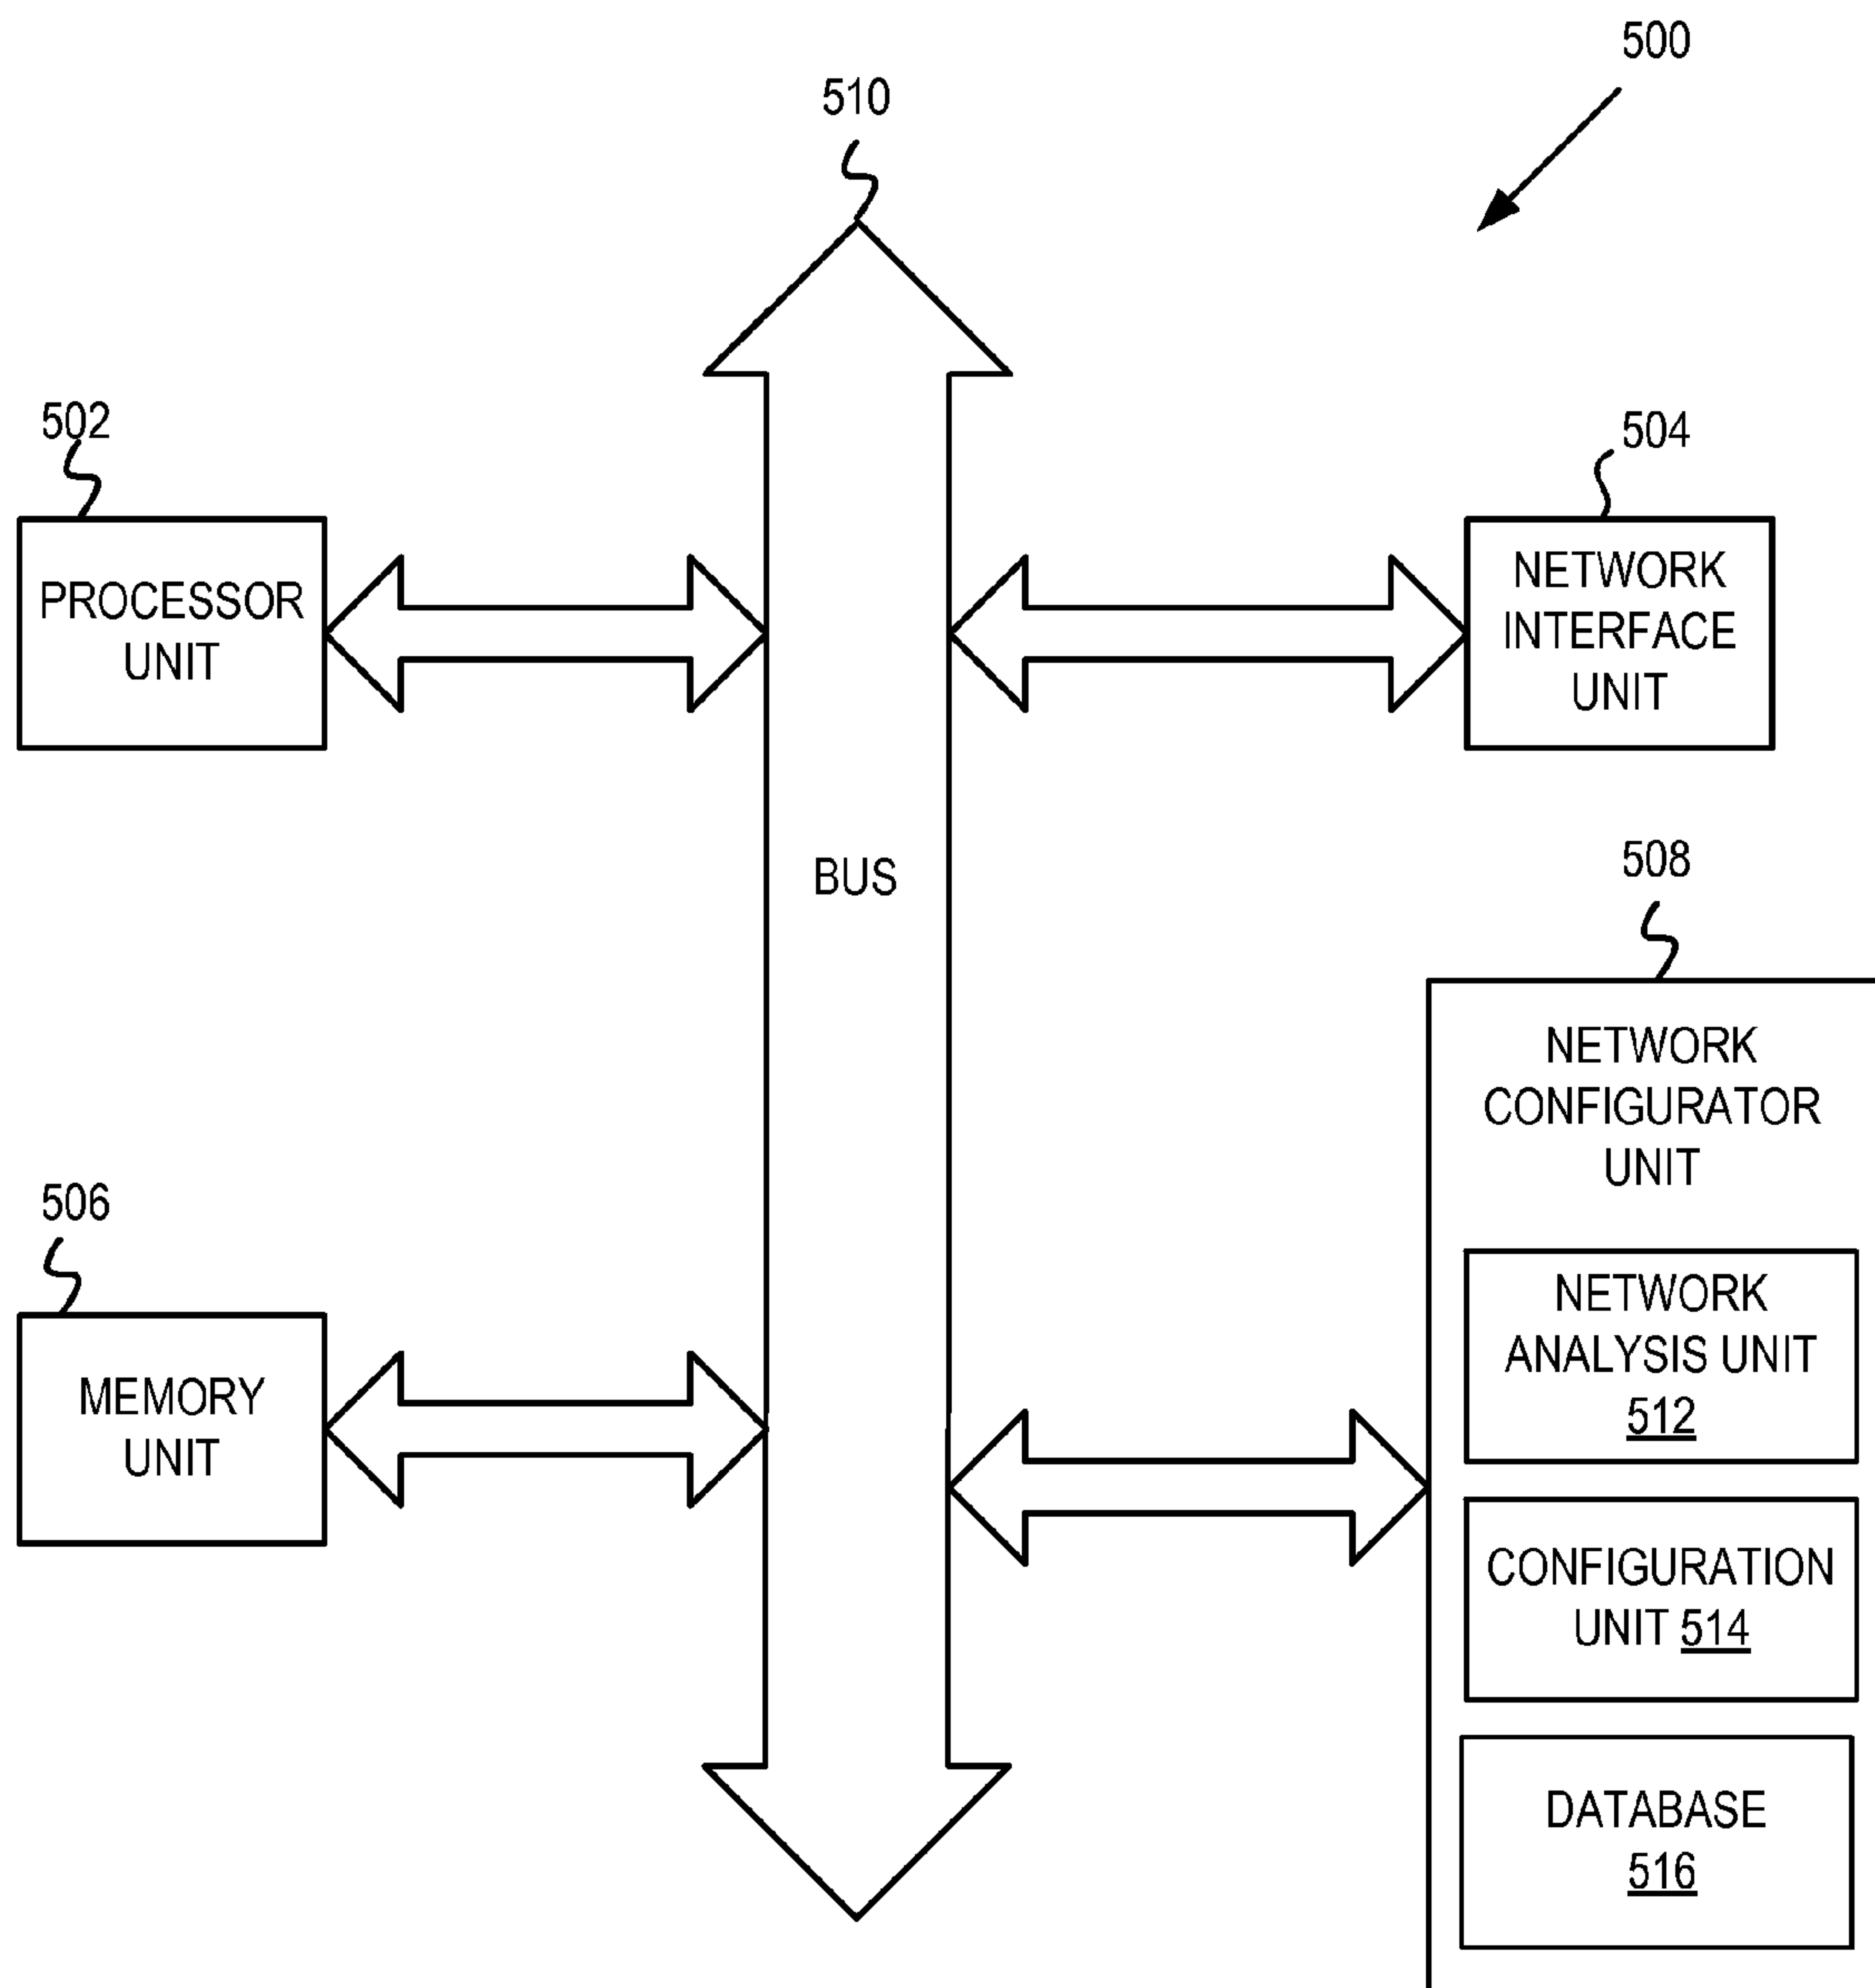 500
510
502
504
PROCESSOR
UNIT
NETWORK
INTERFACE
UNIT
BUS
508
NETWORK
CONFIGURATOR
UNIT
506
MEMORY
UNIT
NETWORK
ANALYSIS UNIT
512
CONFIGURATION
UNIT 514
DATABASE
516